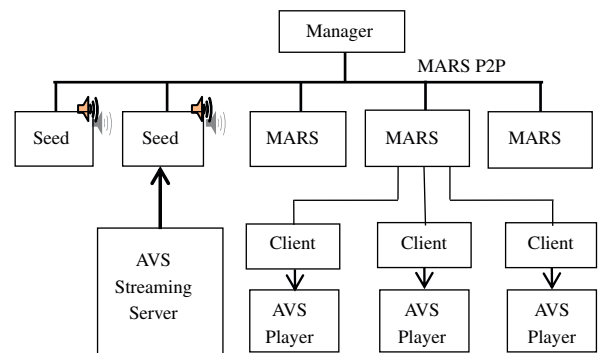 Manager
MARS P2P
Seed
Seed
MARS
MARS
MARS
Client
Client
Client
AVS
Streaming
Server
AVS
Player
AVS
Player
AVS
Player